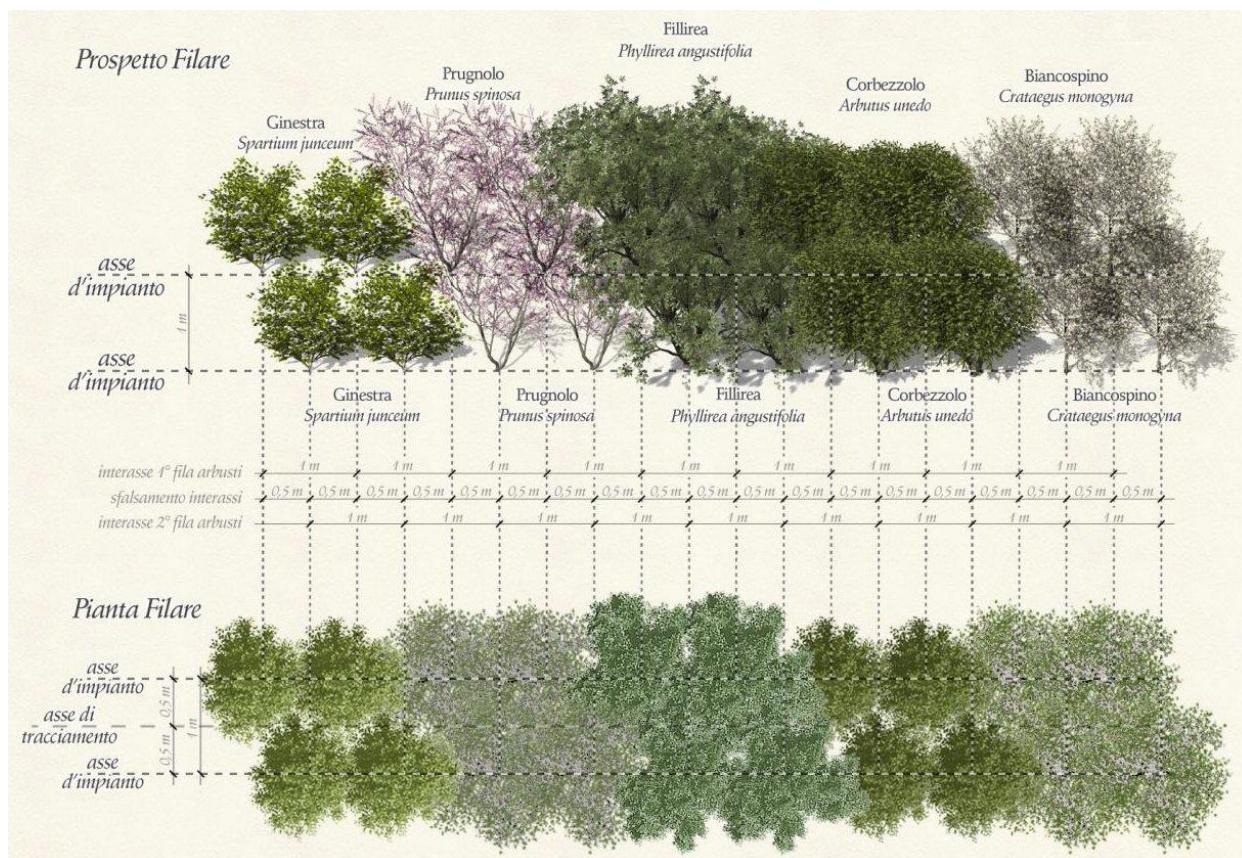 Prospetto Filare
Ginestra
Spartium junceum
Prugnolo
Prunus spinosa
Fillirea
Phyllirea angustifolia
Corbezzolo
Arbutus unedo
Biancospino
Crataegus monogyna
asse
d'impianto
1 m
asse
d'impianto
Ginestra
Spartium junceum
Prugnolo
Prunus spinosa
Fillirea
Phyllirea angustifolia
Corbezzolo
Arbutus unedo
Biancospino
Crataegus monogyna
interasse 1° fila arbusti 1 m 1 m 1 m 1 m 1 m 1 m 1 m 1 m 1 m
sfalsamento interassi 0,5 m 0,5 m 0,5 m 0,5 m 0,5 m 0,5 m 0,5 m 0,5 m 0,5 m 0,5 m 0,5 m 0,5 m 0,5 m 0,5 m 0,5 m 0,5 m 0,5 m 0,5 m 0,5 m
interasse 2° fila arbusti 1 m 1 m 1 m 1 m 1 m 1 m 1 m 1 m 1 m
Pianta Filare
asse
d'impianto
0,5 m
asse di
tracciamento
1 m
0,5 m
asse
d'impianto